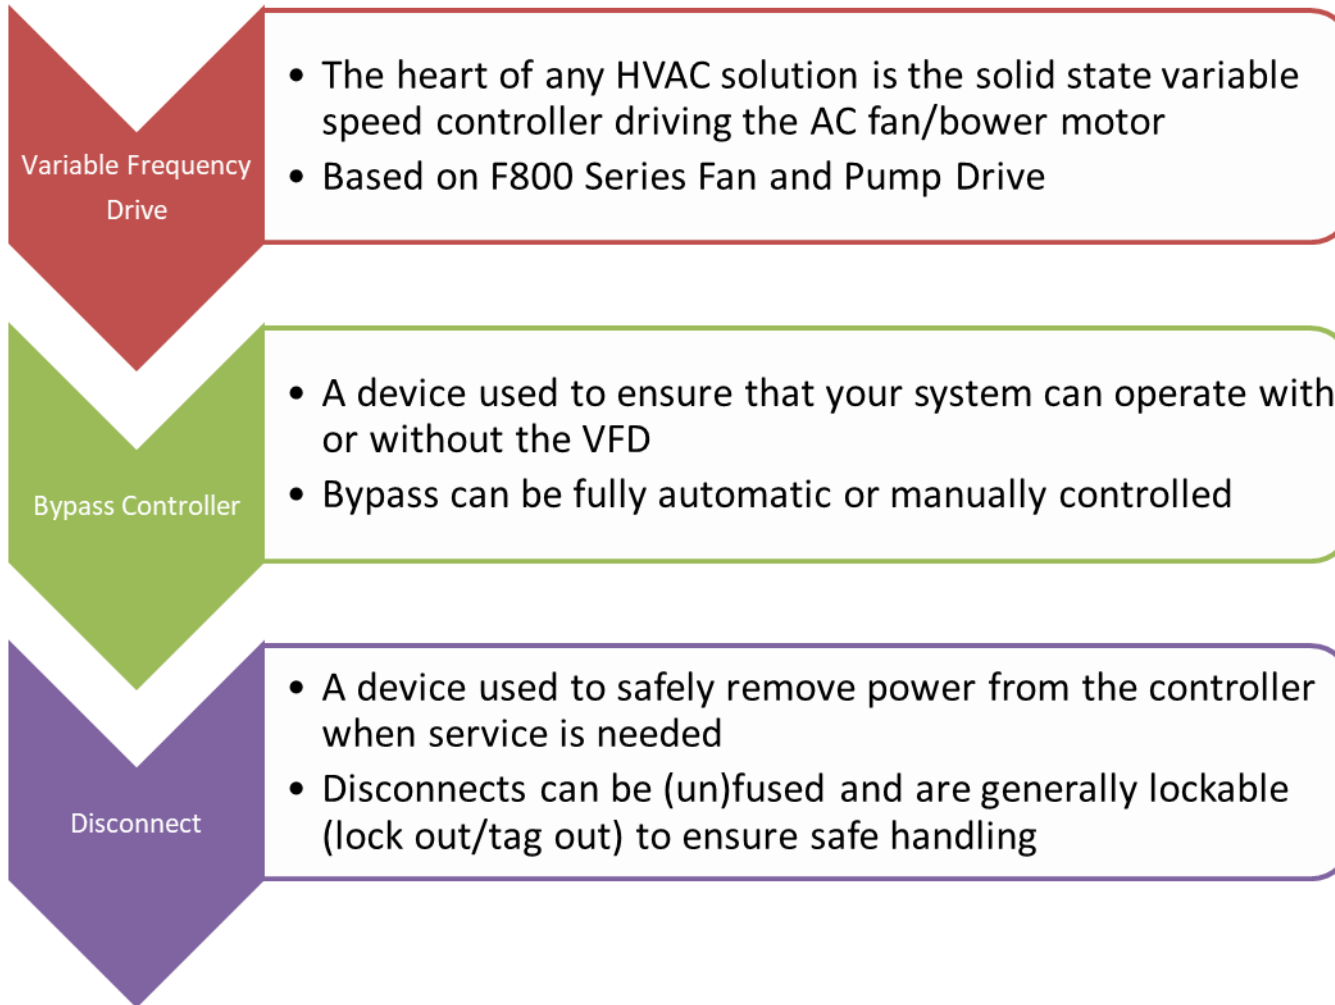 Variable Frequency
Drive
• The heart of any HVAC solution is the solid state variable
speed controller driving the AC fan/bower motor
• Based on F800 Series Fan and Pump Drive
Bypass Controller
• A device used to ensure that your system can operate with
or without the VFD
• Bypass can be fully automatic or manually controlled
Disconnect
• A device used to safely remove power from the controller
when service is needed
• Disconnects can be (un)fused and are generally lockable
(lock out/tag out) to ensure safe handling